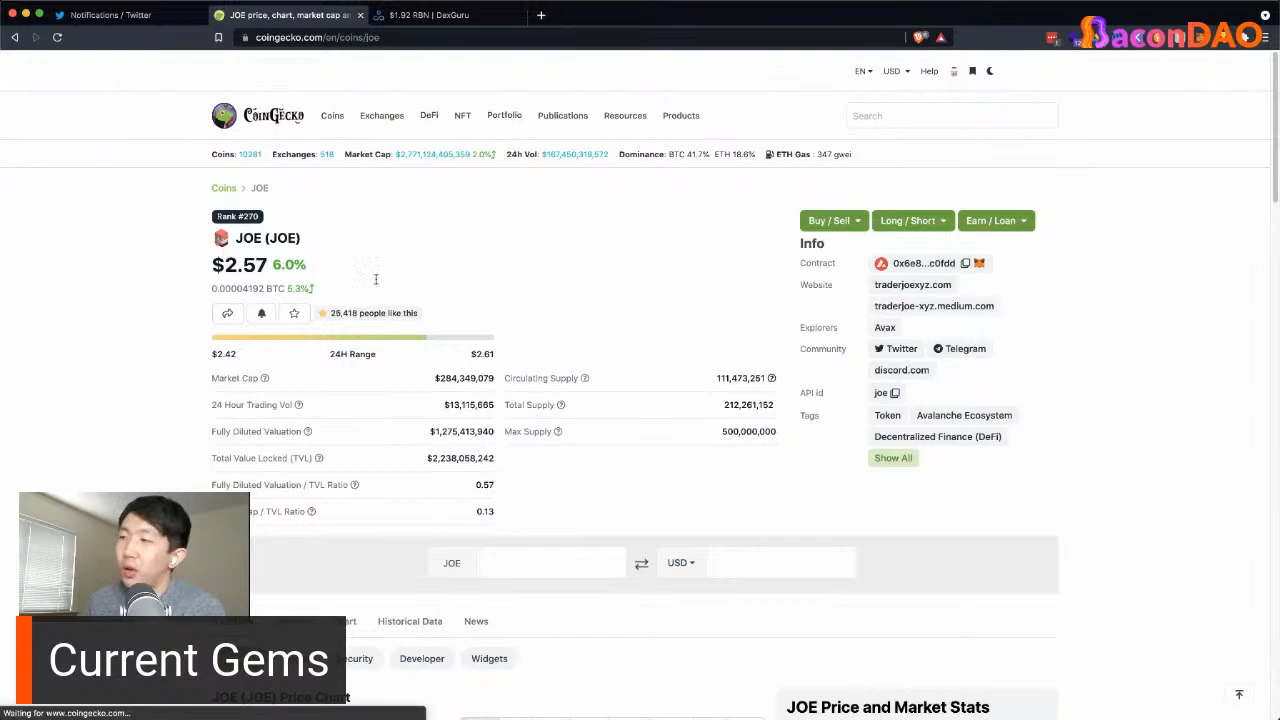 Notifications / Twitter
JOE price, chart, market cap an
$1.92 RBN | DexGuru
coingecko.com/en/coins/joe
BaconDAO
EN
USD
Help
CoinGecko
Coins
Exchanges
DeFi
NFT
Portfolio
Publications
Resources
Products
Search
Coins: 10281 Exchanges: 518 Market Cap: $2,771,124,405,359 2.0% 24h Vol: $167,450,319,572 Dominance: BTC 41.7% ETH 18.6% ETH Gas : 347 gwei
Coins > JOE
Rank #270
JOE (JOE)
$2.57 6.0%
0.00004192 BTC 5.3%
25,418 people like this
$2.42 24H Range $2.61
Market Cap $284,349,079
24 Hour Trading Vol $13,115,665
Fully Diluted Valuation $1,275,413,940
Total Value Locked (TVL) $2,238,058,242
Fully Diluted Valuation / TVL Ratio 0.57
/ TVL Ratio 0.13
Circulating Supply 111,473,251
Total Supply 212,261,152
Max Supply 500,000,000
Buy / Sell
Long / Short
Earn / Loan
Info
Contract 0x6e8...c0fdd
Website traderjoexyz.com
traderjoe-xyz.medium.com
Explorers Avax
Community Twitter Telegram
discord.com
API id joe
Tags Token Avalanche Ecosystem
Decentralized Finance (DeFi)
Show All
JOE
USD
Historical Data
News
Developer
Widgets
JOE (JOE) Price Chart
JOE Price and Market Stats
Current Gems
Waiting for www.coingecko.com...